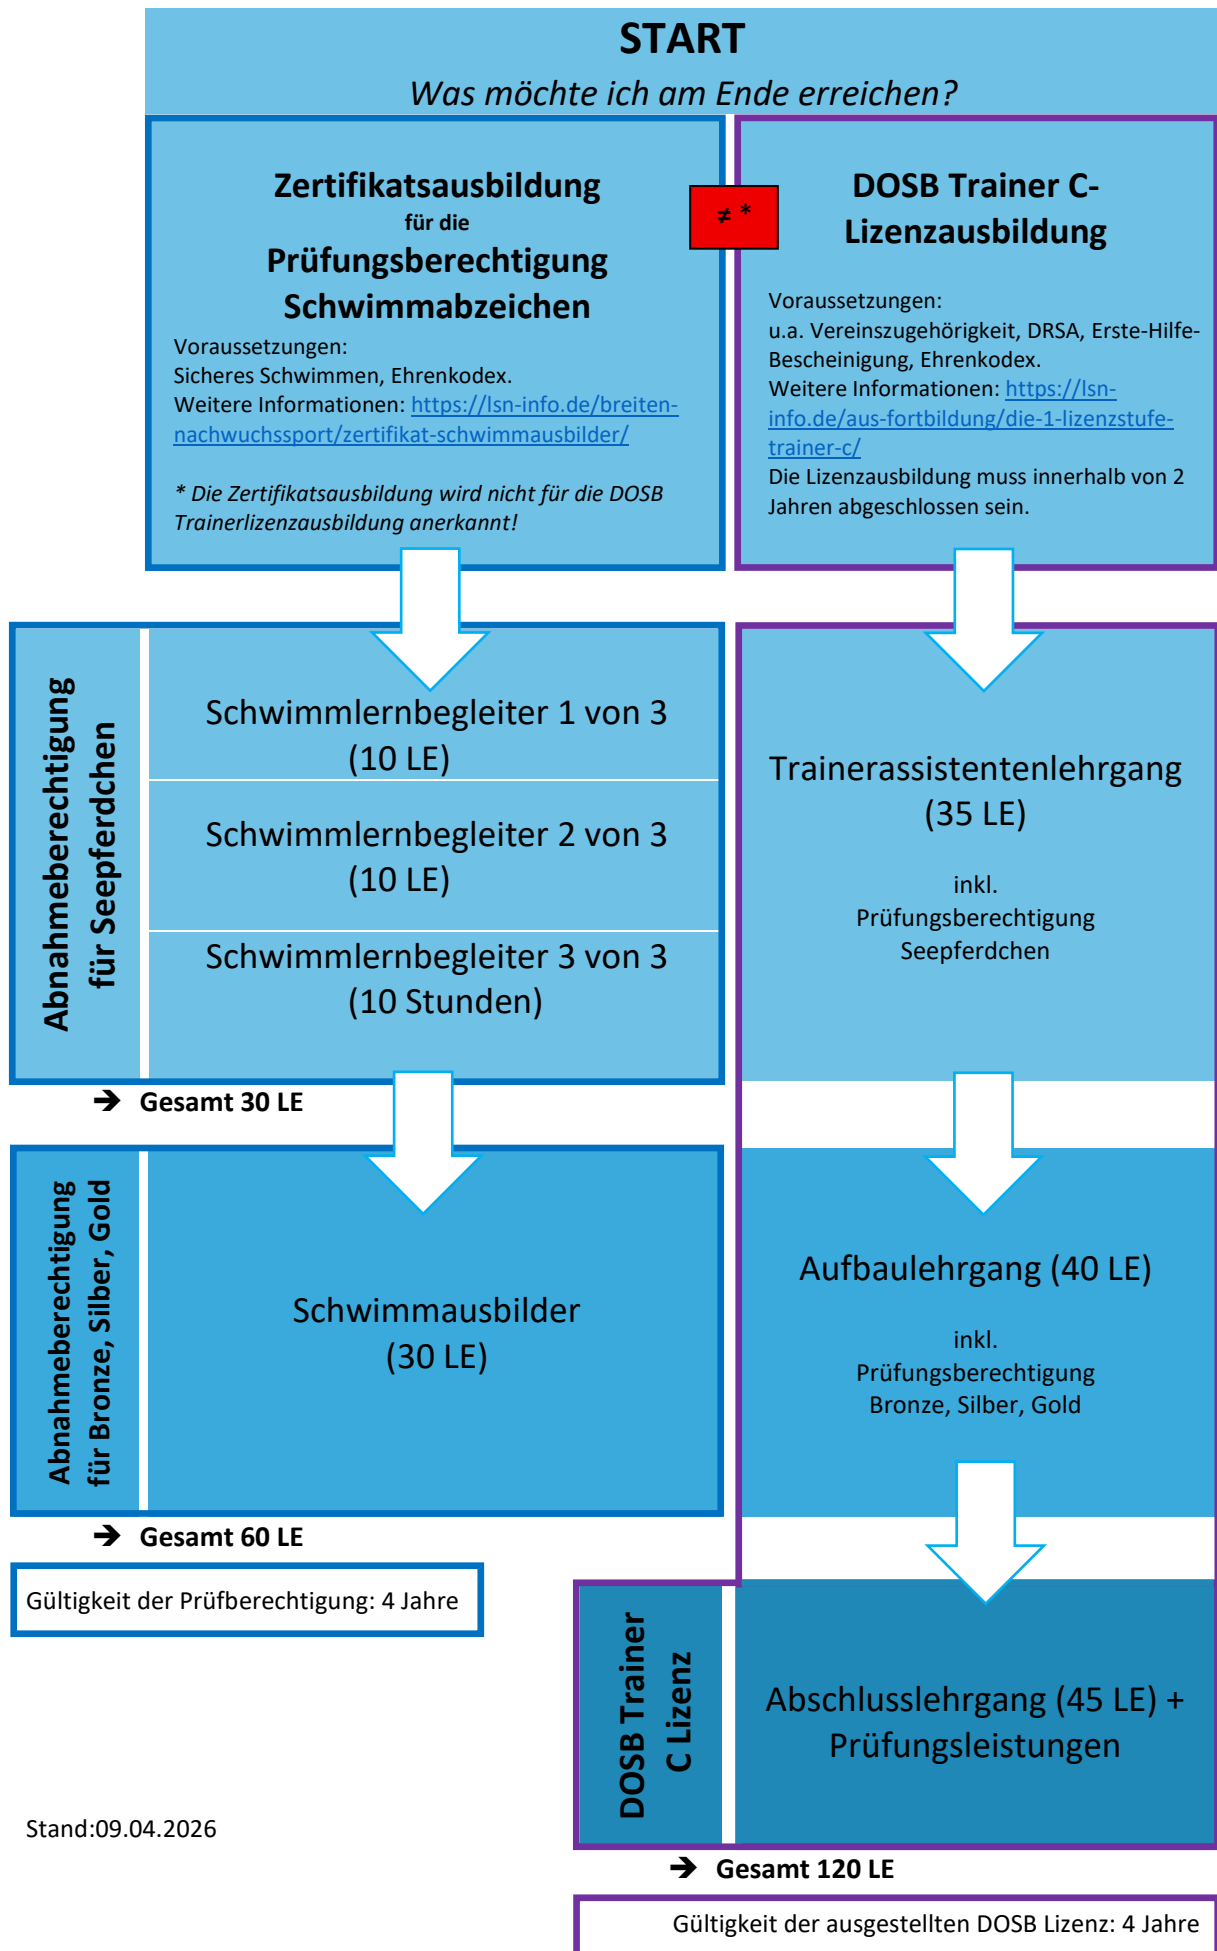 START
Was möchte ich am Ende erreichen?
Zertifikatsausbildung
für die
Prüfungsberechtigung
Schwimmabzeichen
Voraussetzungen:
Sicheres Schwimmen, Ehrenkodex.
Weitere Informationen: https://lsn-info.de/breiten-
nachwuchssport/zertifikat-schwimmausbilder/
* Die Zertifikatsausbildung wird nicht für die DOSB
Trainerlizenzausbildung anerkannt!
≠ *
DOSB Trainer C-
Lizenzausbildung
Voraussetzungen:
u.a. Vereinszugehörigkeit, DRSA, Erste-Hilfe-
Bescheinigung, Ehrenkodex.
Weitere Informationen: https://lsn-
info.de/aus-fortbildung/die-1-lizenzstufe-
trainer-c/
Die Lizenzausbildung muss innerhalb von 2
Jahren abgeschlossen sein.
Abnahmeberechtigung
für Seepferdchen
Schwimmlernbegleiter 1 von 3
(10 LE)
Schwimmlernbegleiter 2 von 3
(10 LE)
Schwimmlernbegleiter 3 von 3
(10 Stunden)
➔ Gesamt 30 LE
Trainerassistentenlehrgang
(35 LE)
inkl.
Prüfungsberechtigung
Seepferdchen
Abnahmeberechtigung
für Bronze, Silber, Gold
Schwimmausbilder
(30 LE)
➔ Gesamt 60 LE
Gültigkeit der Prüfberechtigung: 4 Jahre
Aufbaulehrgang (40 LE)
inkl.
Prüfungsberechtigung
Bronze, Silber, Gold
DOSB Trainer
C Lizenz
Abschlusslehrgang (45 LE) +
Prüfungsleistungen
Stand:09.04.2026
➔ Gesamt 120 LE
Gültigkeit der ausgestellten DOSB Lizenz: 4 Jahre